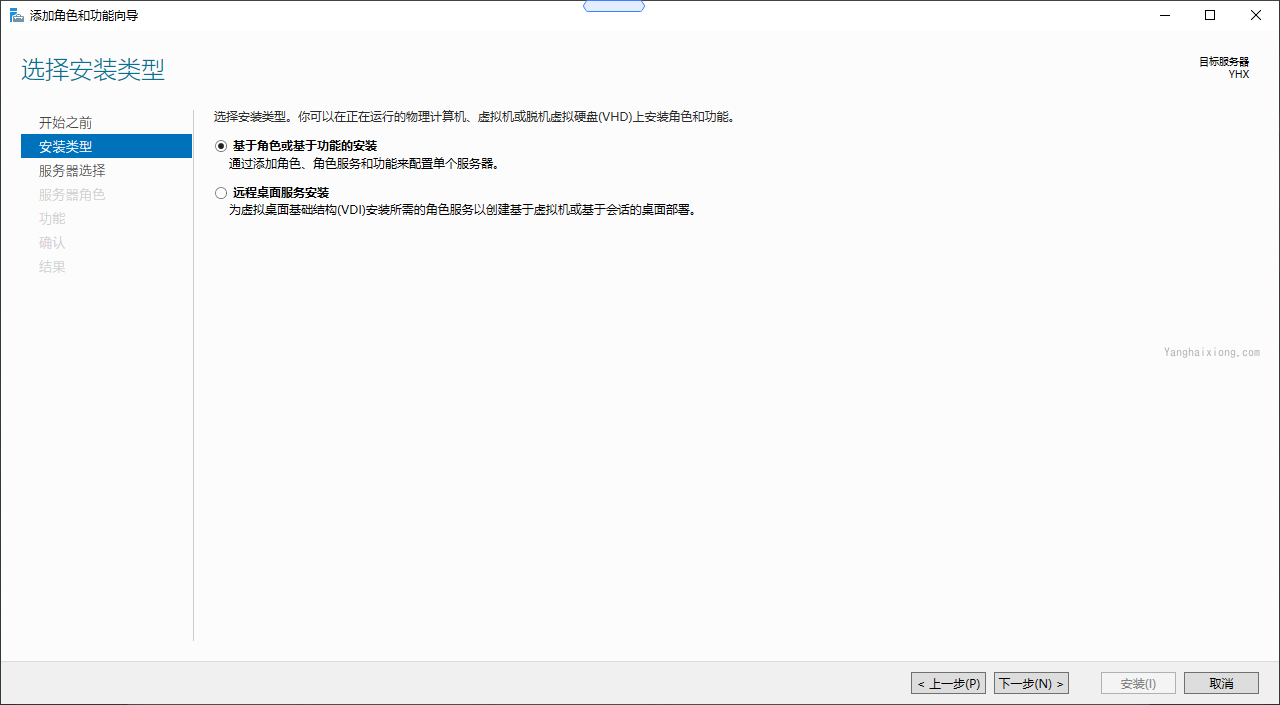 添加角色和功能向导
选择安装类型
目标服务器
YHX
开始之前
安装类型
服务器选择
服务器角色
功能
确认
结果
选择安装类型。你可以在正在运行的物理计算机、虚拟机或脱机虚拟硬盘(VHD)上安装角色和功能。
基于角色或基于功能的安装
通过添加角色、角色服务和功能来配置单个服务器。
远程桌面服务安装
为虚拟桌面基础结构(VDI)安装所需的角色服务以创建基于虚拟机或基于会话的桌面部署。
Yanghaixiong.com
< 上一步(P)
下一步(N) >
安装(I)
取消